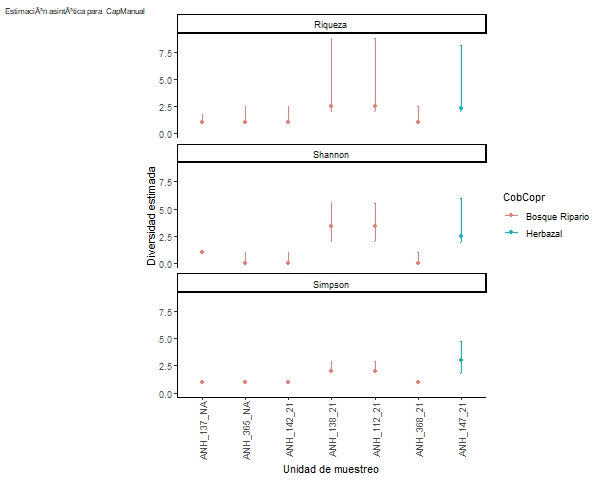 EstimaciÃ³n asintÃ³tica para CapManual
Riqueza
7.5
5.0
2.5
0.0
Shannon
7.5
5.0
2.5
0.0
Simpson
7.5
5.0
2.5
0.0
Diversidad estimada
ANH_137_NA
ANH_365_NA
ANH_142_21
ANH_138_21
ANH_112_21
ANH_368_21
ANH_147_21
Unidad de muestreo
CobCopr
Bosque Ripario
Herbazal